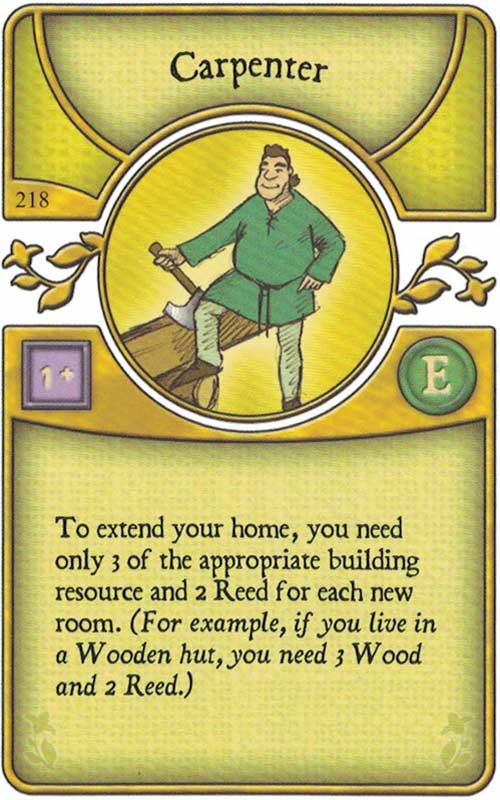 Carpenter
218
1+
E
To extend your home, you need
only 3 of the appropriate building
resource and 2 Reed for each new
room. (For example, if you live in
a Wooden hut, you need 3 Wood
and 2 Reed.)